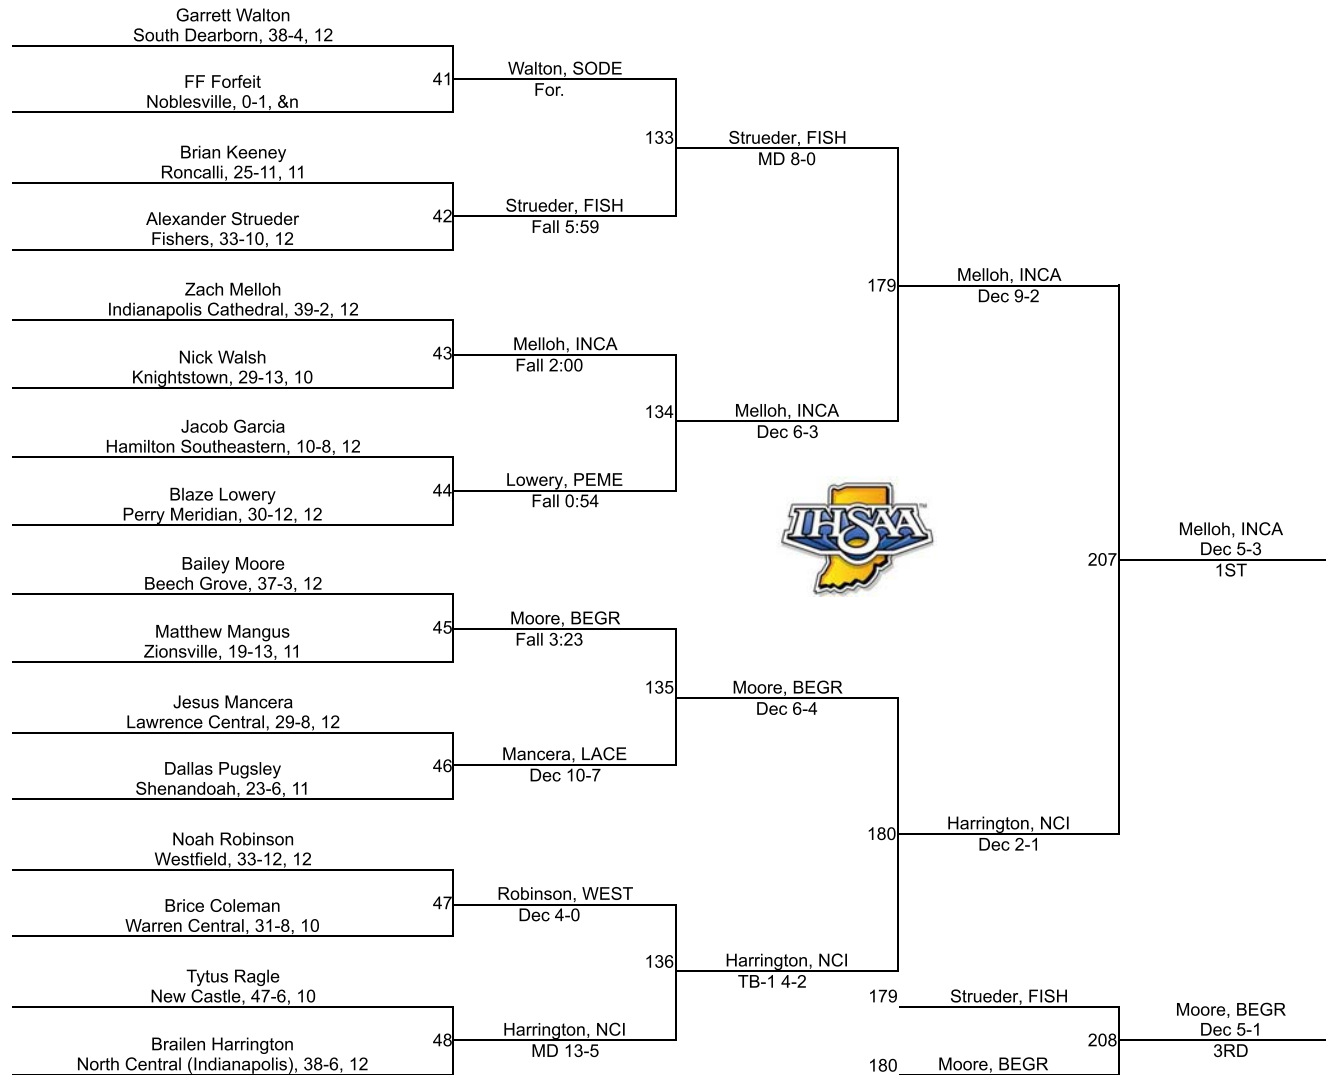 Garrett Walton
South Dearborn, 38-4, 12
41
FF Forfeit
Noblesville, 0-1, &n
Walton, SODE
For.
133
Brian Keeney
Roncalli, 25-11, 11
42
Alexander Strueder
Fishers, 33-10, 12
Strueder, FISH
Fall 5:59
Strueder, FISH
MD 8-0
179
Zach Melloh
Indianapolis Cathedral, 39-2, 12
43
Nick Walsh
Knightstown, 29-13, 10
Melloh, INCA
Fall 2:00
134
Jacob Garcia
Hamilton Southeastern, 10-8, 12
44
Blaze Lowery
Perry Meridian, 30-12, 12
Lowery, PEME
Fall 0:54
Melloh, INCA
Dec 6-3
Melloh, INCA
Dec 9-2
IHSAA
TM
207
Melloh, INCA
Dec 5-3
1ST
Bailey Moore
Beech Grove, 37-3, 12
45
Matthew Mangus
Zionsville, 19-13, 11
Moore, BEGR
Fall 3:23
135
Jesus Mancera
Lawrence Central, 29-8, 12
46
Dallas Pugsley
Shenandoah, 23-6, 11
Mancera, LACE
Dec 10-7
Moore, BEGR
Dec 6-4
180
Noah Robinson
Westfield, 33-12, 12
47
Brice Coleman
Warren Central, 31-8, 10
Robinson, WEST
Dec 4-0
136
Tytus Ragle
New Castle, 47-6, 10
48
Brailen Harrington
North Central (Indianapolis), 38-6, 12
Harrington, NCI
MD 13-5
Harrington, NCI
TB-1 4-2
Harrington, NCI
Dec 2-1
179
Strueder, FISH
208
180
Moore, BEGR
Moore, BEGR
Dec 5-1
3RD